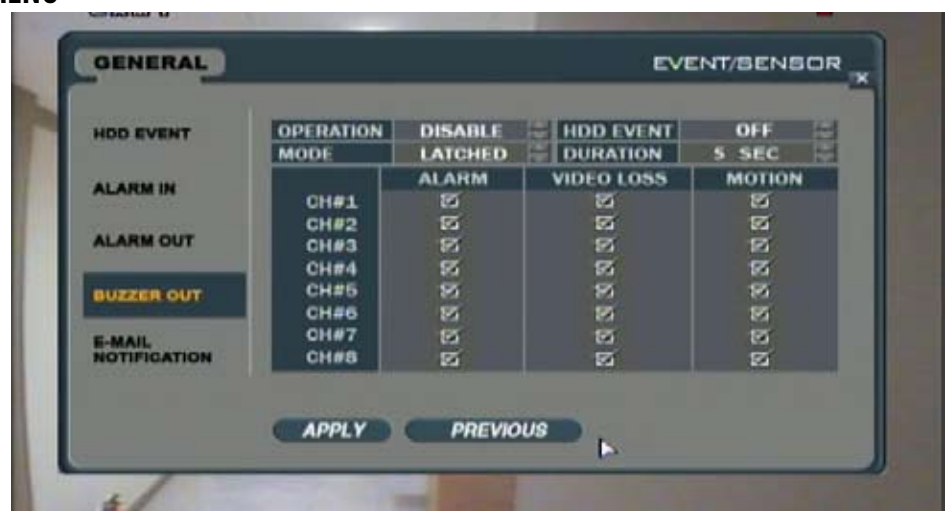 GENERAL
EVENT/SENSOR
HDD EVENT
ALARM IN
ALARM OUT
BUZZER OUT
E-MAIL
NOTIFICATION
OPERATION DISABLE HDD EVENT OFF
MODE LATCHED DURATION 5 SEC
ALARM VIDEO LOSS MOTION
CH#1
CH#2
CH#3
CH#4
CH#5
CH#6
CH#7
CH#8
APPLY PREVIOUS